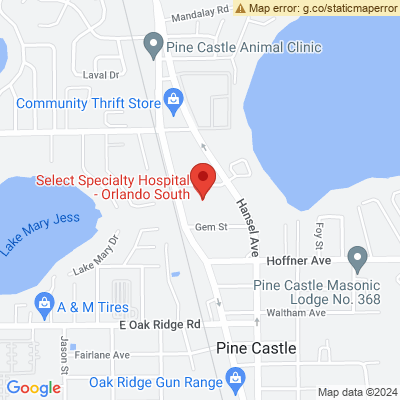 Map error: g.co/staticmaperror
Mandalay Rd
Pine Castle Animal Clinic
Laval Dr
Community Thrift Store
Select Specialty Hospital
- Orlando South
Hansel Ave
Gem St
Foy St
Lake Mary Jess
Lake Mary Dr
Hoffner Ave
Pine Castle Masonic
Lodge No. 368
A & M Tires
Waltham Ave
E Oak Ridge Rd
Jason St
Fairlane Ave
Pine Castle
Oak Ridge Gun Range
Google
Map data ©2024